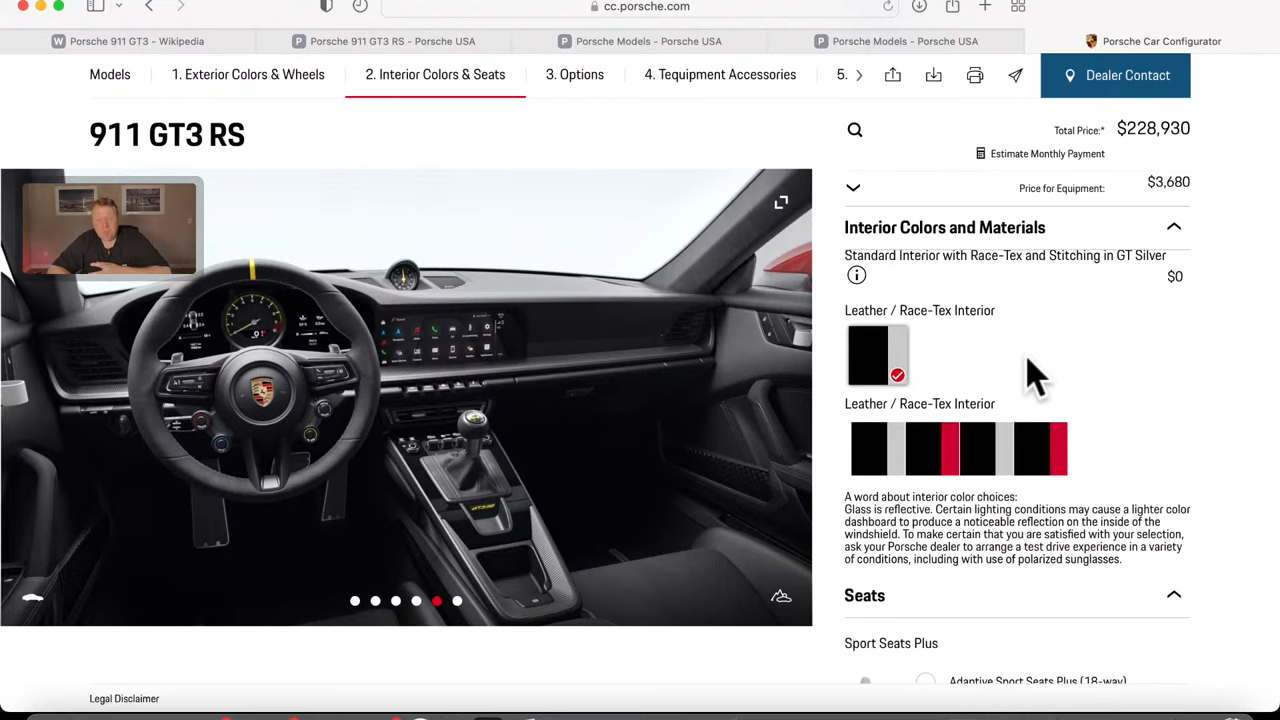 cc.porsche.com
W Porsche 911 GT3 - Wikipedia
P Porsche 911 GT3 RS - Porsche USA
P Porsche Models - Porsche USA
P Porsche Models - Porsche USA
Porsche Car Configurator
Models
1. Exterior Colors & Wheels
2. Interior Colors & Seats
3. Options
4. Tequipment Accessories
5.
Dealer Contact
911 GT3 RS
Total Price:* $228,930
Estimate Monthly Payment
Price for Equipment: $3,680
Interior Colors and Materials
Standard Interior with Race-Tex and Stitching in GT Silver
$0
Leather / Race-Tex Interior
Leather / Race-Tex Interior
A word about interior color choices:
Glass is reflective. Certain lighting conditions may cause a lighter color
dashboard to produce a noticeable reflection on the inside of the
windshield. To make certain that you are satisfied with your selection,
ask your Porsche dealer to arrange a test drive experience in a variety
of conditions, including with use of polarized sunglasses.
Seats
Sport Seats Plus
Adaptive Sport Seats Plus (18-way)
Legal Disclaimer